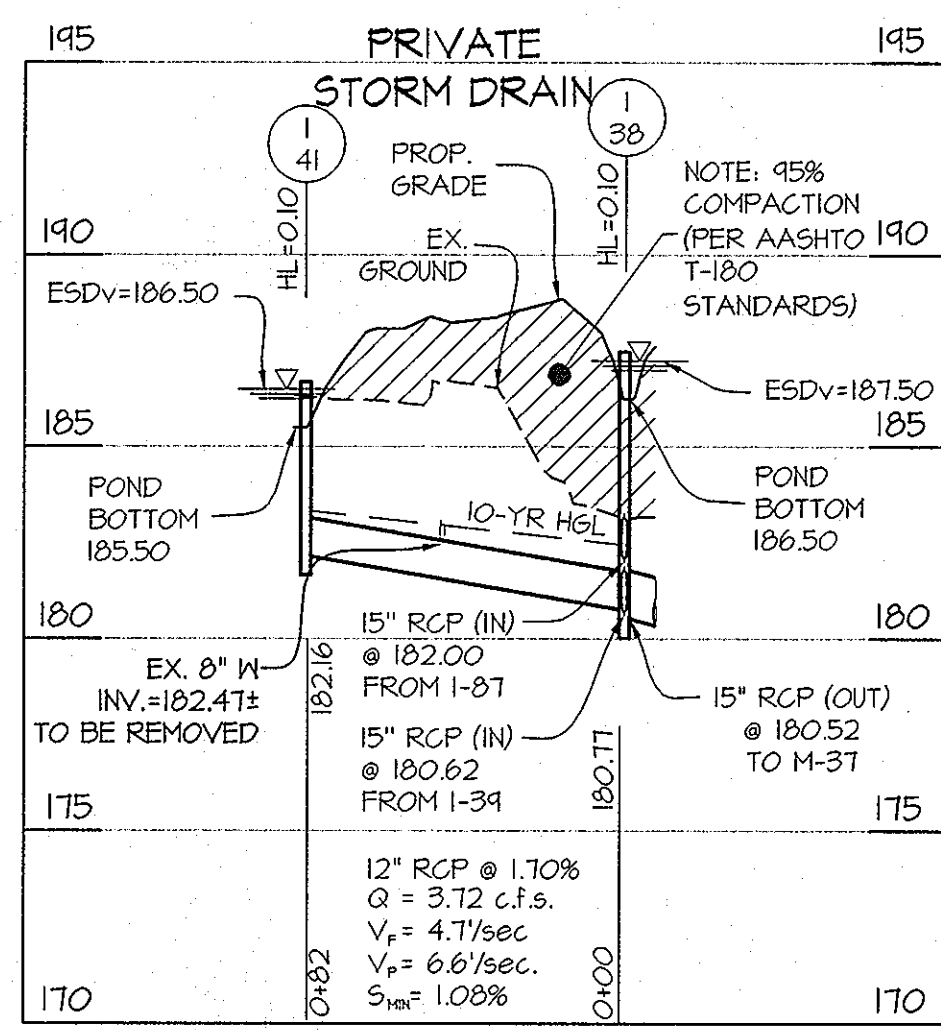 195
PRIVATE
195
STORM DRAIN
1
41
1
38
PROP.
GRADE
NOTE: 95%
COMPACTION
(PER AASHTO
T-180
STANDARDS)
HL=0.10
HL=0.10
190
190
EX.
GROUND
ESDv=186.50
ESDv=187.50
185
185
POND
BOTTOM
185.50
POND
BOTTOM
186.50
10-YR HGL
180
180
EX. 8" W
INV.=182.47±
TO BE REMOVED
182.16
15" RCP (IN)
@ 182.00
FROM I-87
15" RCP (IN)
@ 180.62
FROM I-39
180.77
15" RCP (OUT)
@ 180.52
TO M-37
175
175
12" RCP @ 1.70%
Q = 3.72 c.f.s.
VF= 4.7'/sec
VP= 6.6'/sec.
SMIN= 1.08%
0+82
0+00
170
170